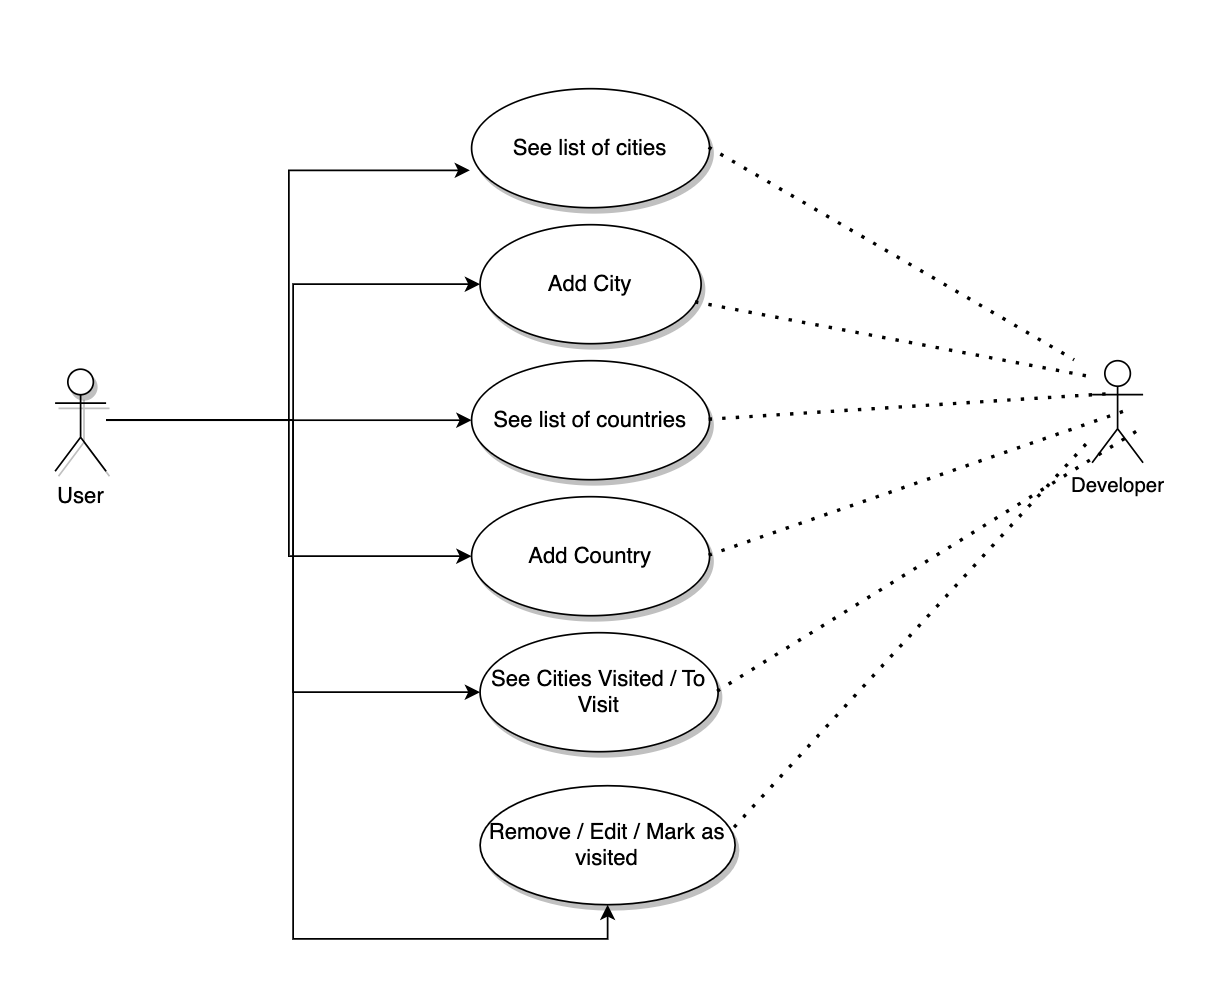 See list of cities
Add City
See list of countries
User
Developer
Add Country
See Cities Visited / To
Visit
Remove / Edit / Mark as
visited